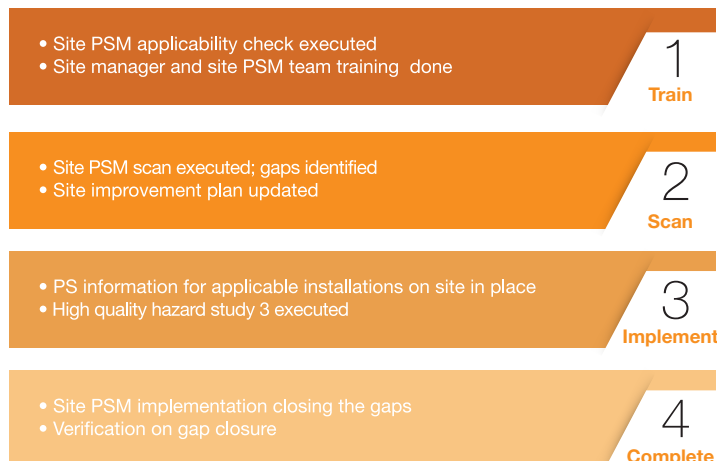 • Site PSM applicability check executed
• Site manager and site PSM team training done
1
Train
• Site PSM scan executed; gaps identified
• Site improvement plan updated
2
Scan
• PS information for applicable installations on site in place
• High quality hazard study 3 executed
3
Implement
• Site PSM implementation closing the gaps
• Verification on gap closure
4
Complete